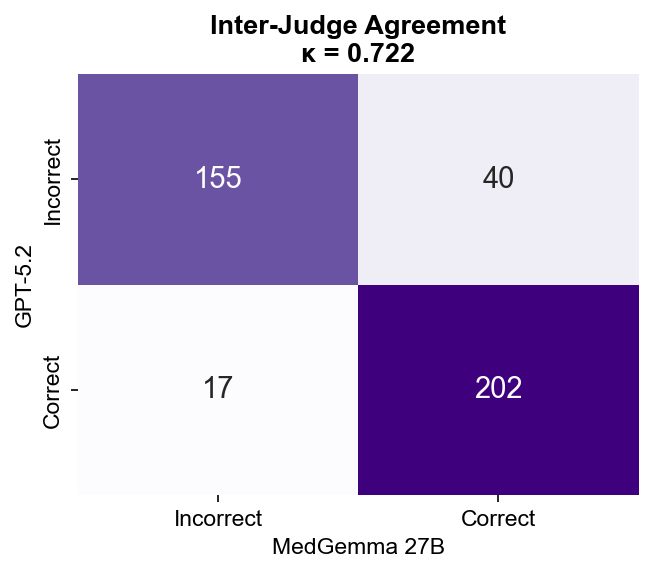 Inter-Judge Agreement
κ = 0.722
GPT-5.2
Incorrect
155
40
Correct
17
202
Incorrect
Correct
MedGemma 27B